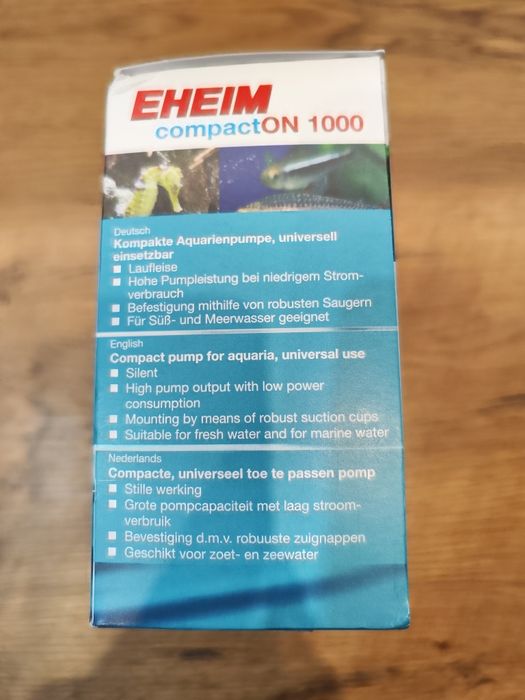 EHEIM
compactON 1000
Deutsch
Kompakte Aquarienpumpe, universell
einsetzbar
Laufleise
Hohe Pumpleistung bei niedrigem Strom-
verbrauch
Befestigung mithilfe von robusten Saugern
Für Süß- und Meerwasser geeignet
English
Compact pump for aquaria, universal use
Silent
High pump output with low power
consumption
Mounting by means of robust suction cups
Suitable for fresh water and for marine water
Nederlands
Compacte, universeel toe te passen pomp
Stille werking
Grote pompcapaciteit met laag stroom-
verbruik
Bevestiging d.m.v. robuuste zuignappen
Geschikt voor zoet- en zeewater